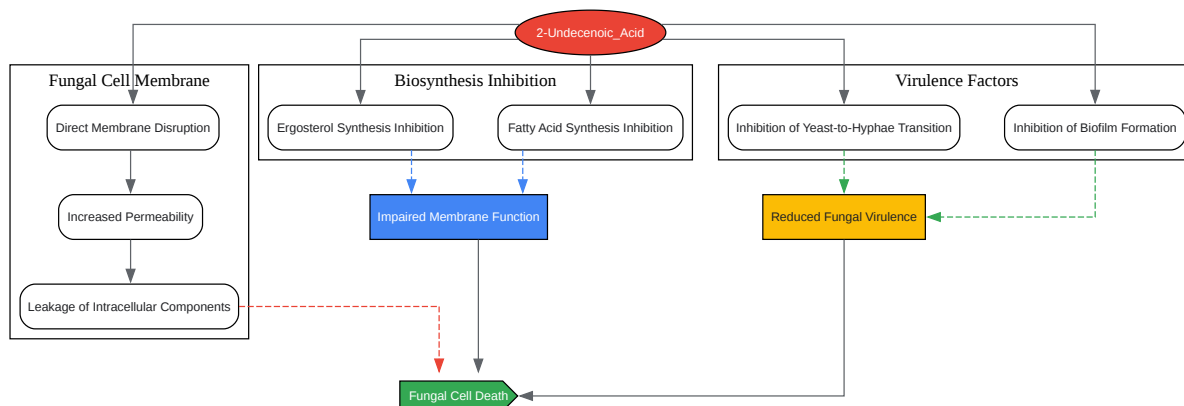 2-Undecenoic_Acid
Fungal Cell Membrane
Biosynthesis Inhibition
Virulence Factors
Direct Membrane Disruption
Ergosterol Synthesis Inhibition
Fatty Acid Synthesis Inhibition
Inhibition of Yeast-to-Hyphae Transition
Inhibition of Biofilm Formation
Increased Permeability
Impaired Membrane Function
Reduced Fungal Virulence
Leakage of Intracellular Components
Fungal Cell Death